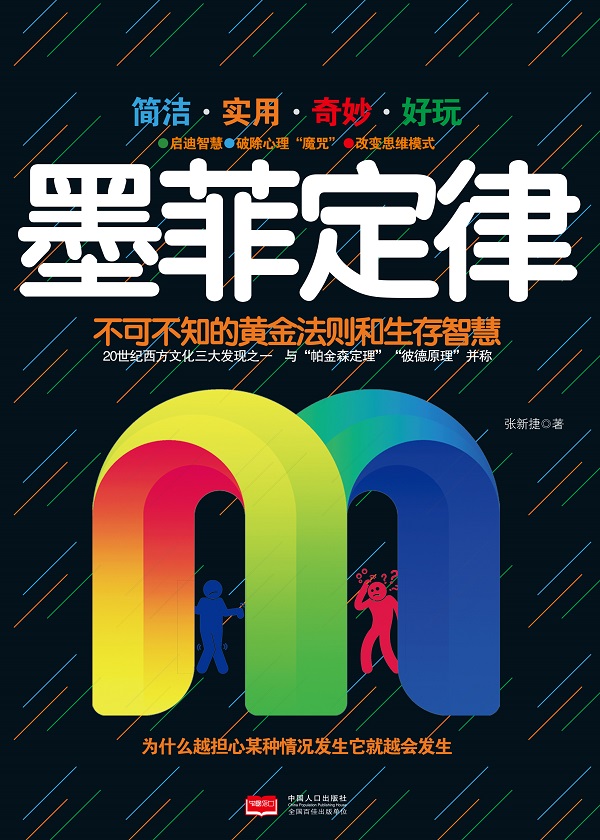 简洁·实用·奇妙·好玩
●启迪智慧●破除心理“魔咒”●改变思维模式
墨菲定律
不可不知的黄金法则和生存智慧
20世纪西方文化三大发现之一 与“帕金森定理”“彼德原理”并称
张新捷◎著
? ? ?
为什么越担心某种情况发生它就越会发生
中国人口出版社
China Population Publishing House
全国百佳出版单位